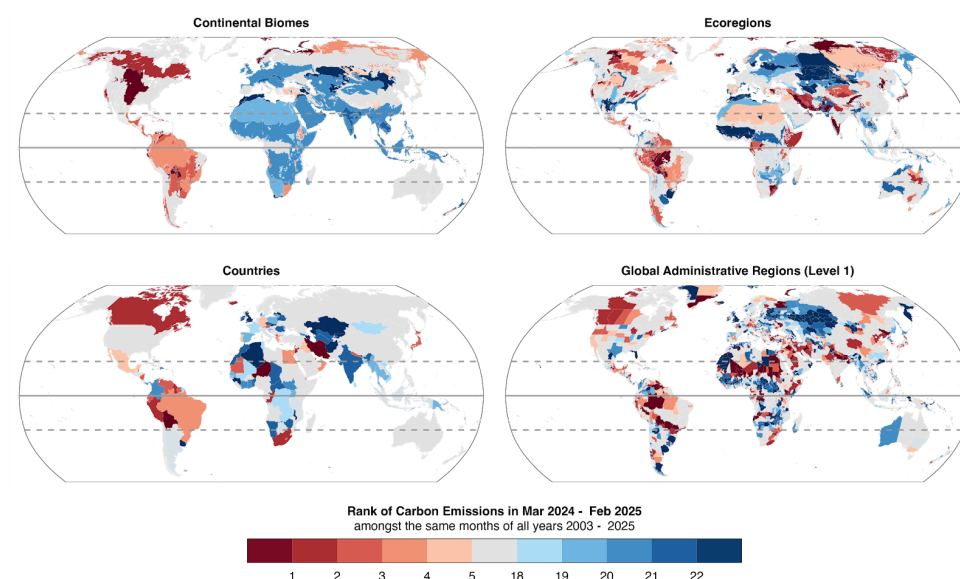 Continental Biomes
Ecoregions
Countries
Global Administrative Regions (Level 1)
Rank of Carbon Emissions in Mar 2024 - Feb 2025
amongst the same months of all years 2003 - 2025
1 2 3 4 5 18 19 20 21 22